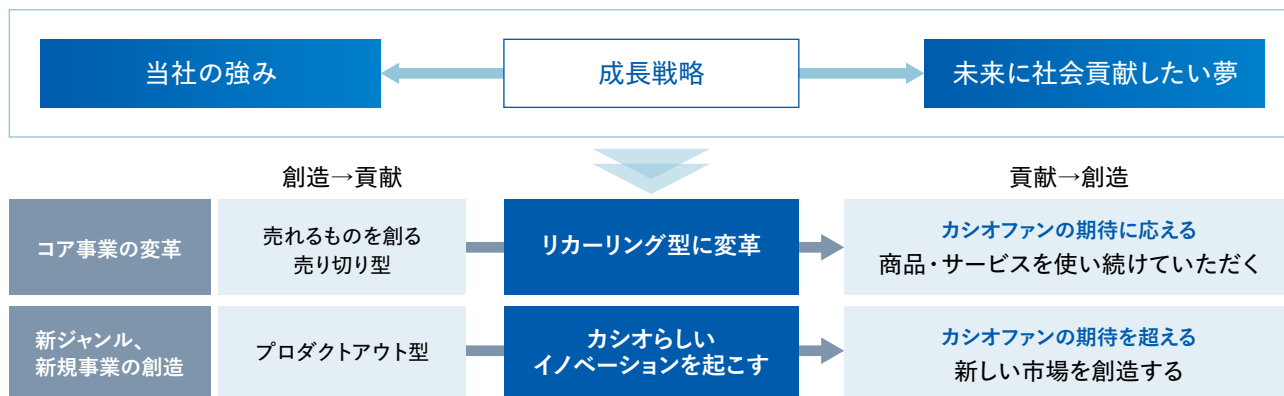 当社の強み
成長戦略
未来に社会貢献したい夢
創造→貢献
貢献→創造
コア事業の変革
売れるものを創る
売り切り型
リカーリング型に変革
カシオファンの期待に応える
商品・サービスを使い続けていただく
新ジャンル、
新規事業の創造
プロダクトアウト型
カシオらしい
イノベーションを起こす
カシオファンの期待を超える
新しい市場を創造する